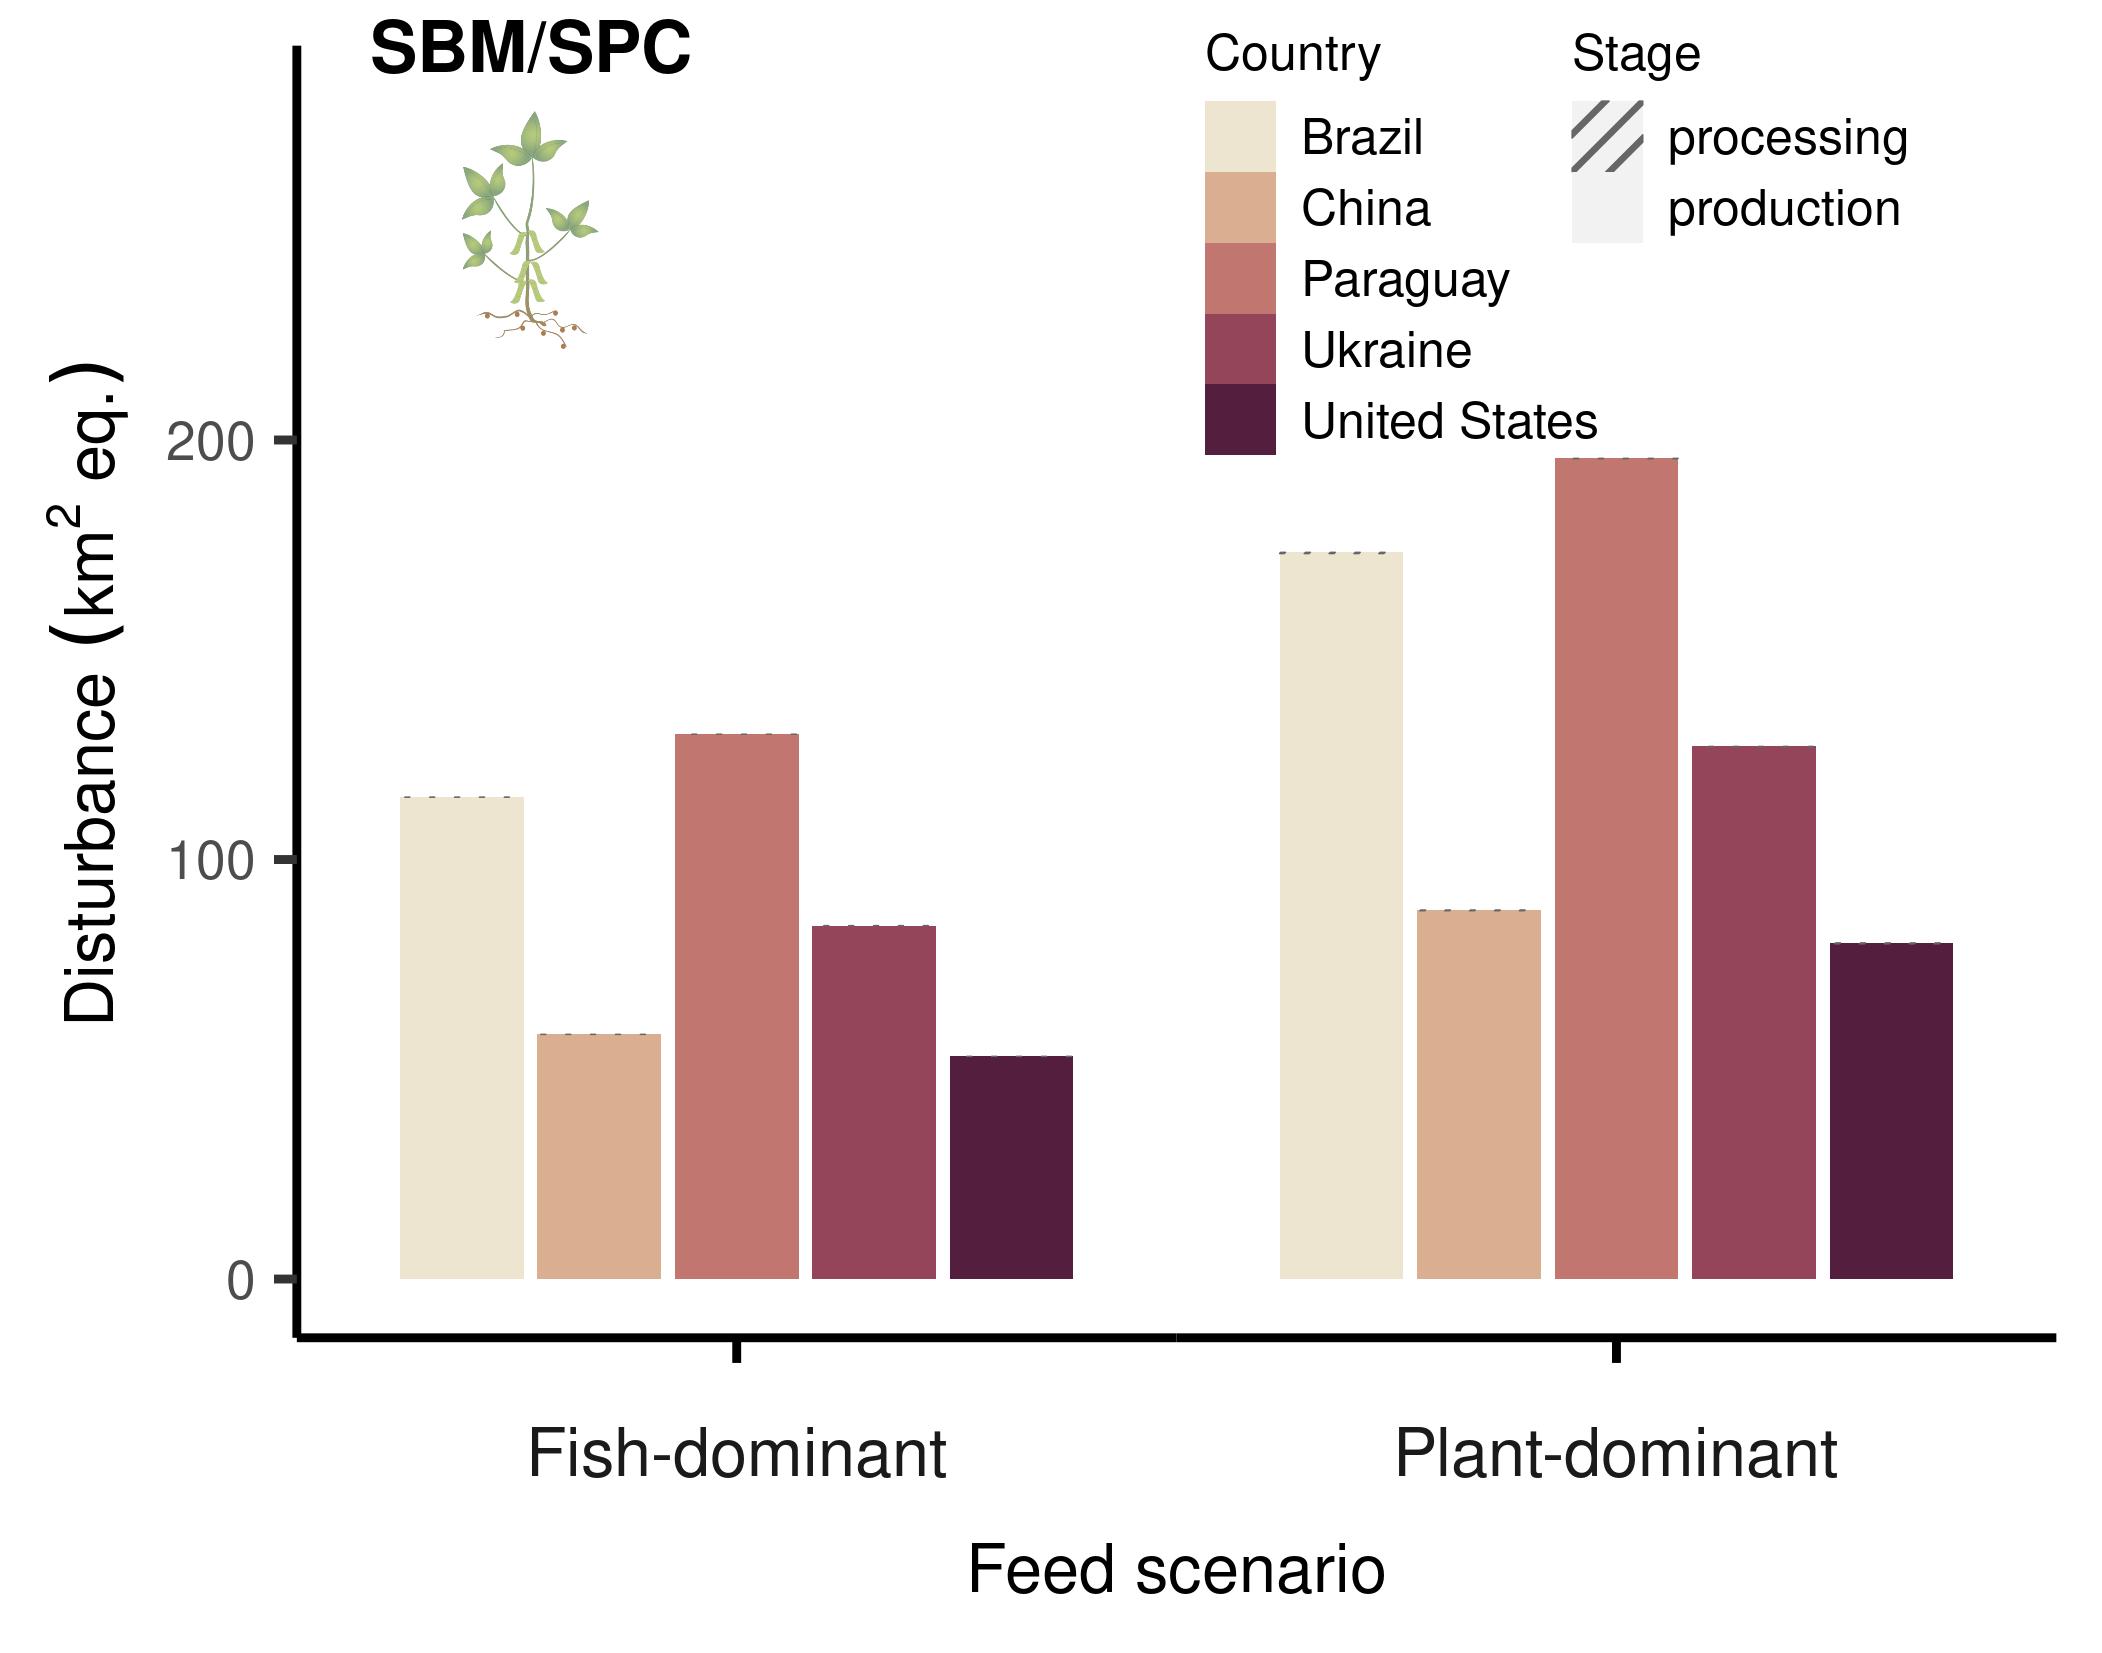 SBM/SPC
Country
Brazil
China
Paraguay
Ukraine
United States
Stage
processing
production
Disturbance (km² eq.)
200
100
0
Fish-dominant
Plant-dominant
Feed scenario